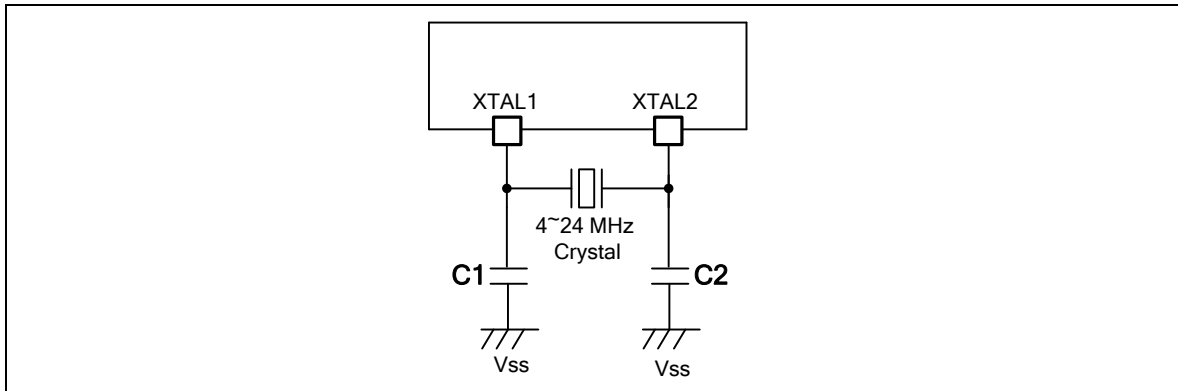 XTAL1 XTAL2
4~24 MHz
Crystal
C1 C2
Vss Vss